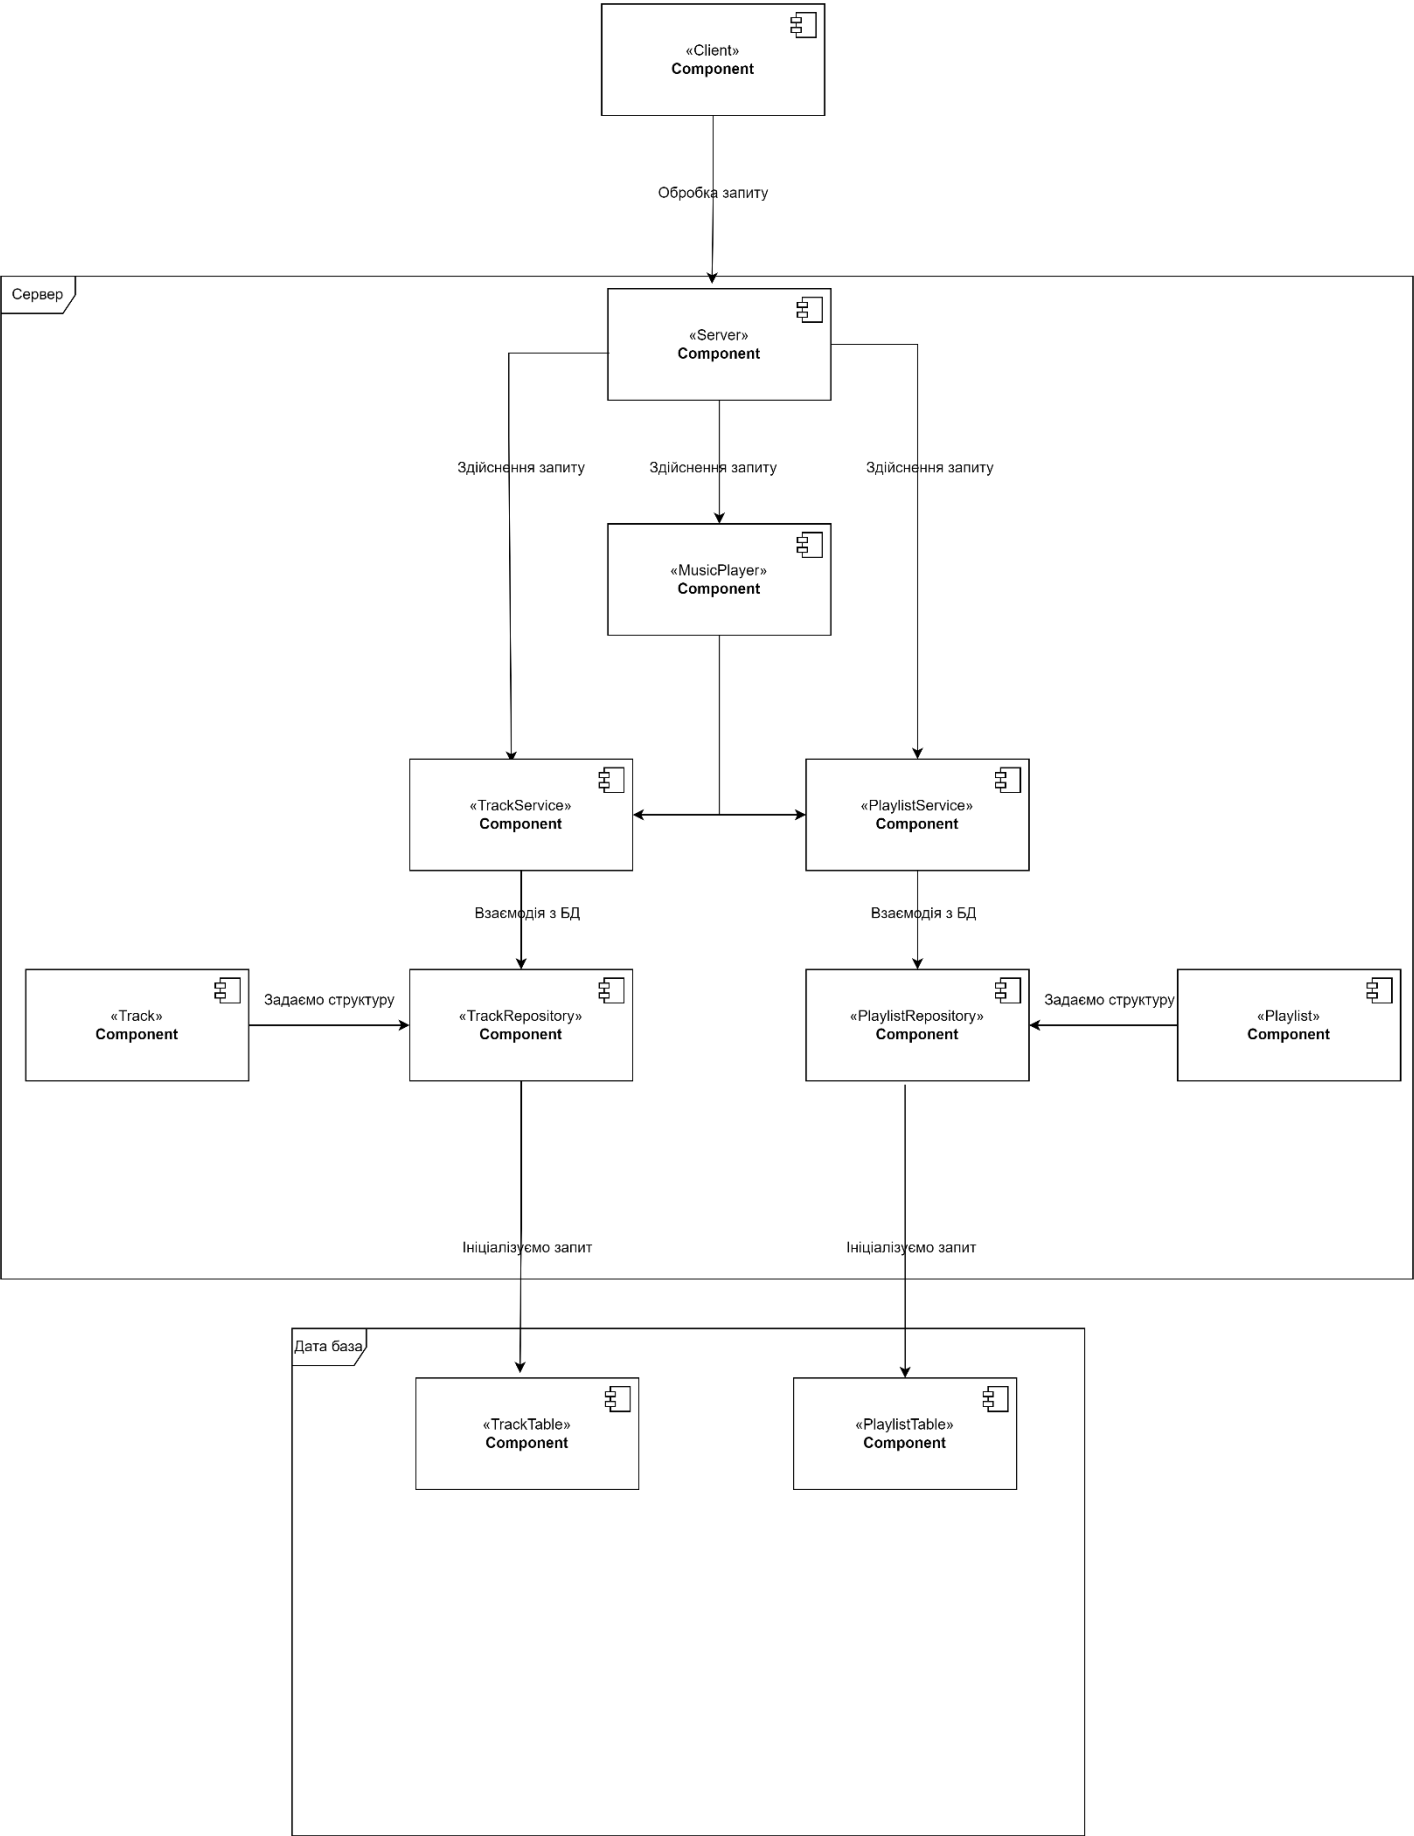 «Client»
Component
Обробка запиту
Сервер
«Server»
Component
Здійснення запиту
Здійснення запиту
Здійснення запиту
«MusicPlayer»
Component
«TrackService»
Component
«PlaylistService»
Component
Взаємодія з БД
Взаємодія з БД
«Track»
Component
Задаємо структуру
«TrackRepository»
Component
«PlaylistRepository»
Component
Задаємо структуру
«Playlist»
Component
Ініціалізуємо запит
Ініціалізуємо запит
Дата база
«TrackTable»
Component
«PlaylistTable»
Component